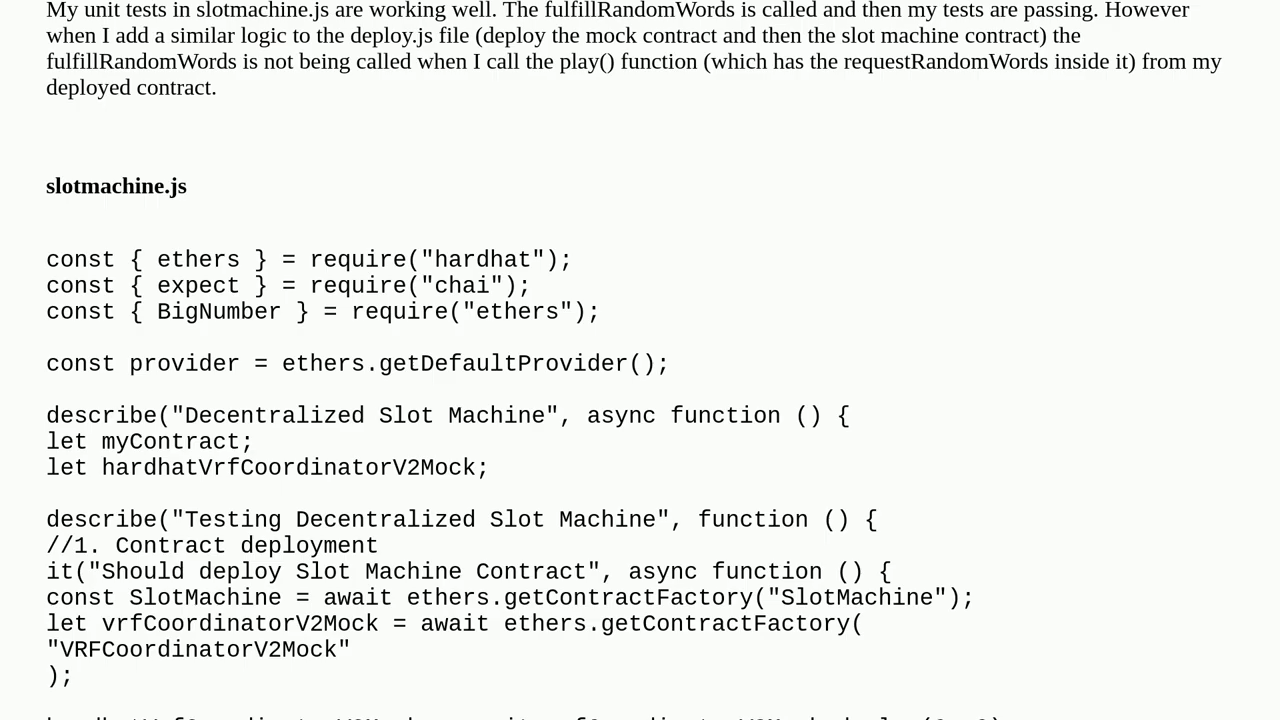 My unit tests in slotmachine.js are working well. The fulfillRandomWords is called and then my tests are passing. However
when I add a similar logic to the deploy.js file (deploy the mock contract and then the slot machine contract) the
fulfillRandomWords is not being called when I call the play() function (which has the requestRandomWords inside it) from my
deployed contract.
slotmachine.js
const { ethers } = require("hardhat");
const { expect } = require("chai");
const { BigNumber } = require("ethers");
const provider = ethers.getDefaultProvider();
describe("Decentralized Slot Machine", async function () {
let myContract;
let hardhatVrfCoordinatorV2Mock;
describe("Testing Decentralized Slot Machine", function () {
//1. Contract deployment
it("Should deploy Slot Machine Contract", async function () {
const SlotMachine = await ethers.getContractFactory("SlotMachine");
let vrfCoordinatorV2Mock = await ethers.getContractFactory(
"VRFCoordinatorV2Mock"
);